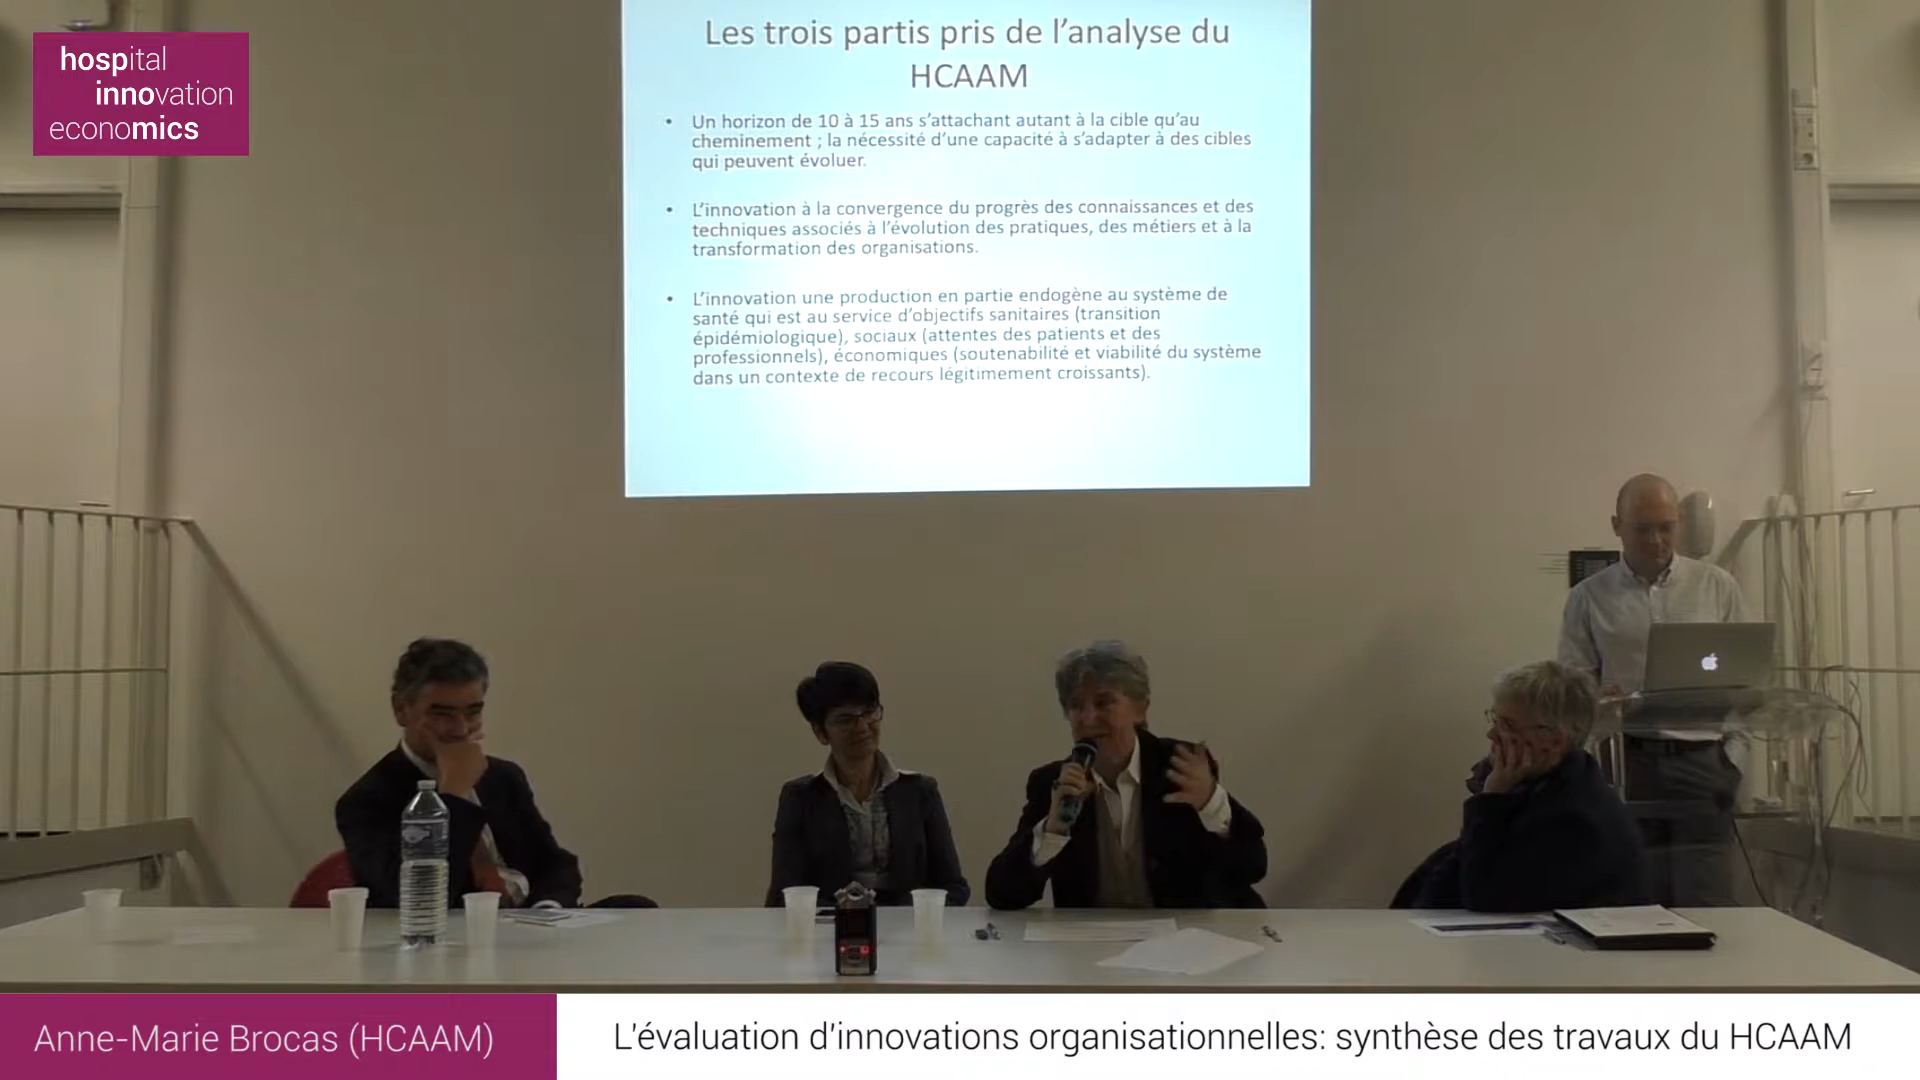 hospital
innovation
economics
Les trois partis pris de l'analyse du
HCAAM
• Un horizon de 10 à 15 ans s'attachant autant à la cible qu'au
cheminement ; la nécessité d'une capacité à s'adapter à des cibles
qui peuvent évoluer.
• L'innovation à la convergence du progrès des connaissances et des
techniques associés à l'évolution des pratiques, des métiers et à la
transformation des organisations.
• L'innovation une production en partie endogène au système de
santé qui est au service d'objectifs sanitaires (transition
épidémiologique), sociaux (attentes des patients et des
professionnels), économiques (soutenabilité et viabilité du système
dans un contexte de recours légitimement croissants).
Anne-Marie Brocas (HCAAM)
L'évaluation d'innovations organisationnelles: synthèse des travaux du HCAAM